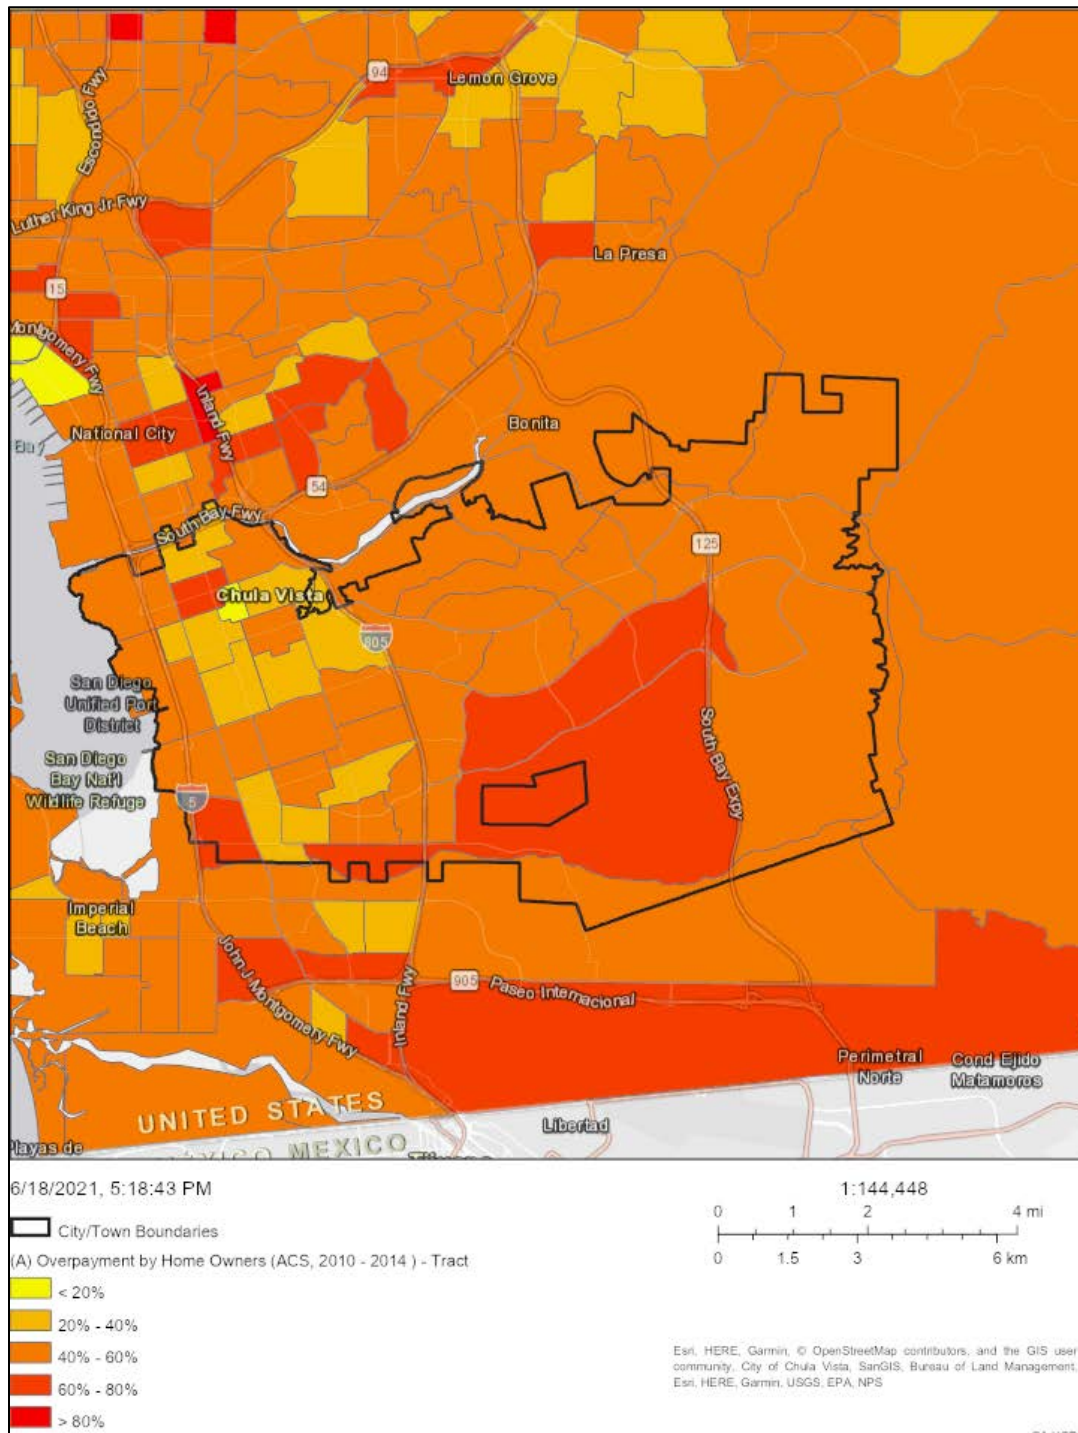 94
Lemon Grove
Escondido Fwy
Luther King Jr Fwy
La Presa
15
Montgomery Fwy
Inland Fwy
National City
Bay
Bonita
54
South Bay Fwy
125
Chula Vista
805
San Diego
Unified Port
District
South Bay Expy
San Diego
Bay Nat'l
Wildlife Refuge
5
Imperial
Beach
John J Montgomery Fwy
Inland Fwy
905
Paseo Internacional
Perimetral
Norte
Cond Ejido
Matamoros
UNITED STATES
MEXICO
Libertad
Playas de
6/18/2021, 5:18:43 PM
City/Town Boundaries
(A) Overpayment by Home Owners (ACS, 2010 - 2014 ) - Tract
< 20%
20% - 40%
40% - 60%
60% - 80%
> 80%
1:144,448
0 1 2 4 mi
0 1.5 3 6 km
Esri, HERE, Garmin, © OpenStreetMap contributors, and the GIS user
community, City of Chula Vista, SanGIS, Bureau of Land Management,
Esri, HERE, Garmin, USGS, EPA, NPS